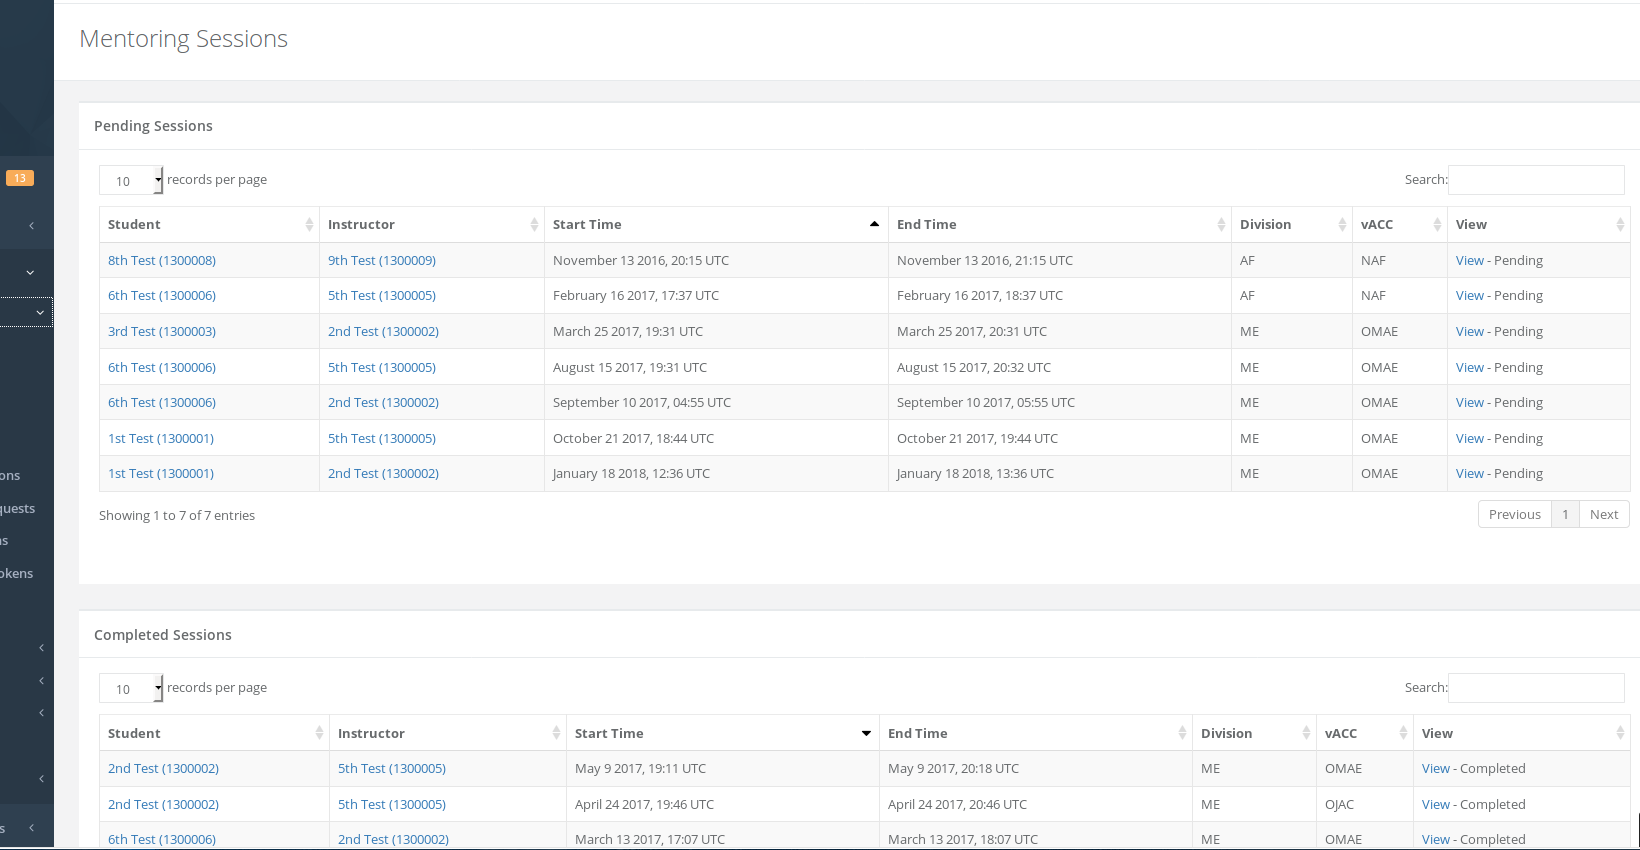 Mentoring Sessions
13
Pending Sessions
10 records per page Search:
Student Instructor Start Time End Time Division vACC View
8th Test (1300008) 9th Test (1300009) November 13 2016, 20:15 UTC November 13 2016, 21:15 UTC AF NAF View - Pending
6th Test (1300006) 5th Test (1300005) February 16 2017, 17:37 UTC February 16 2017, 18:37 UTC AF NAF View - Pending
3rd Test (1300003) 2nd Test (1300002) March 25 2017, 19:31 UTC March 25 2017, 20:31 UTC ME OMAE View - Pending
6th Test (1300006) 5th Test (1300005) August 15 2017, 19:31 UTC August 15 2017, 20:32 UTC ME OMAE View - Pending
6th Test (1300006) 2nd Test (1300002) September 10 2017, 04:55 UTC September 10 2017, 05:55 UTC ME OMAE View - Pending
1st Test (1300001) 5th Test (1300005) October 21 2017, 18:44 UTC October 21 2017, 19:44 UTC ME OMAE View - Pending
1st Test (1300001) 2nd Test (1300002) January 18 2018, 12:36 UTC January 18 2018, 13:36 UTC ME OMAE View - Pending
ons
quests
ns
okens
s
Showing 1 to 7 of 7 entries Previous 1 Next
Completed Sessions
10 records per page Search:
Student Instructor Start Time End Time Division vACC View
2nd Test (1300002) 5th Test (1300005) May 9 2017, 19:11 UTC May 9 2017, 20:18 UTC ME OMAE View - Completed
2nd Test (1300002) 5th Test (1300005) April 24 2017, 19:46 UTC April 24 2017, 20:46 UTC ME OJAC View - Completed
6th Test (1300006) 2nd Test (1300002) March 13 2017, 17:07 UTC March 13 2017, 18:07 UTC ME OMAE View - Completed